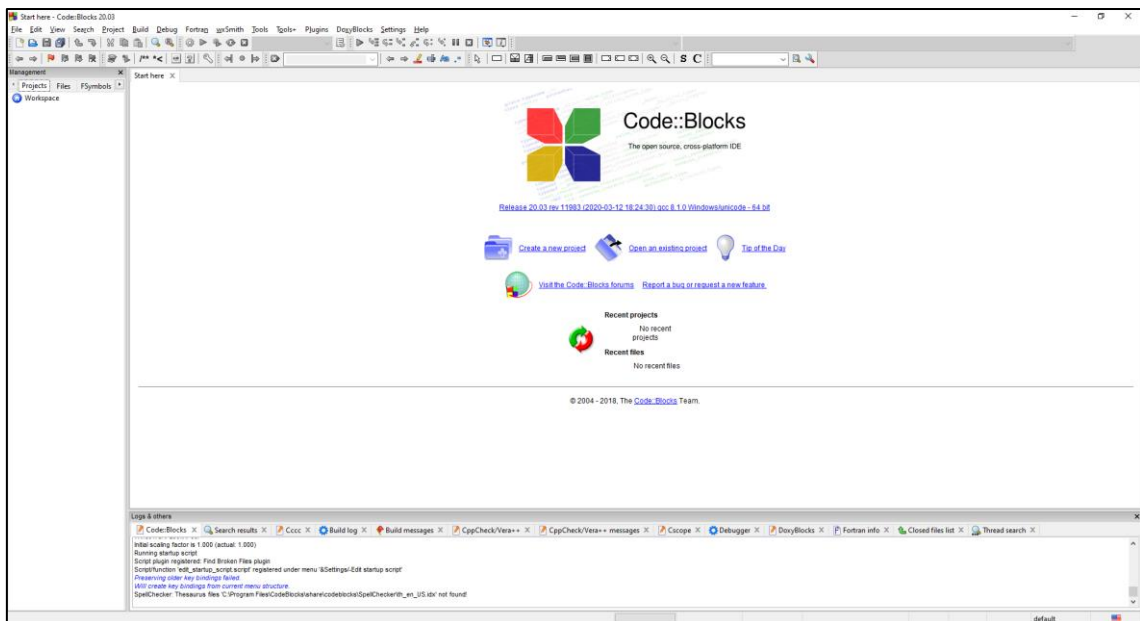 Start here - Code::Blocks 20.03
File Edit View Search Project Build Debug Fortran wxSmith Tools Tools+ Plugins DoxyBlocks Settings Help
S C
Management
Projects Files FSymbols
Workspace
Start here
Code::Blocks
The open source, cross-platform IDE
Release 20.03 rev 11983 (2020-03-12 18:24:30) gcc 8.1.0 Windows/unicode - 64 bit
Create a new project Open an existing project Tip of the Day
Visit the Code::Blocks forums Report a bug or request a new feature
Recent projects
No recent
projects
Recent files
No recent files
© 2004 - 2018, The Code::Blocks Team.
Logs & others
Code::Blocks Search results Cccc Build log Build messages CppCheck/Vera++ CppCheck/Vera++ messages Cscope Debugger DoxyBlocks Fortran info Closed files list Thread search
Initial scaling factor is 1.000 (actual: 1.000)
Running startup script
Script plugin registered: Find Broken Files plugin
Script/function 'edit_startup_script.script' registered under menu '&Settings/-Edit startup script'
Preserving older key bindings failed.
Will create key bindings from current menu structure.
SpellChecker: Thesaurus files 'C:\Program Files\CodeBlocks\share\codeblocks\SpellChecker\th_en_US.idx' not found!
default